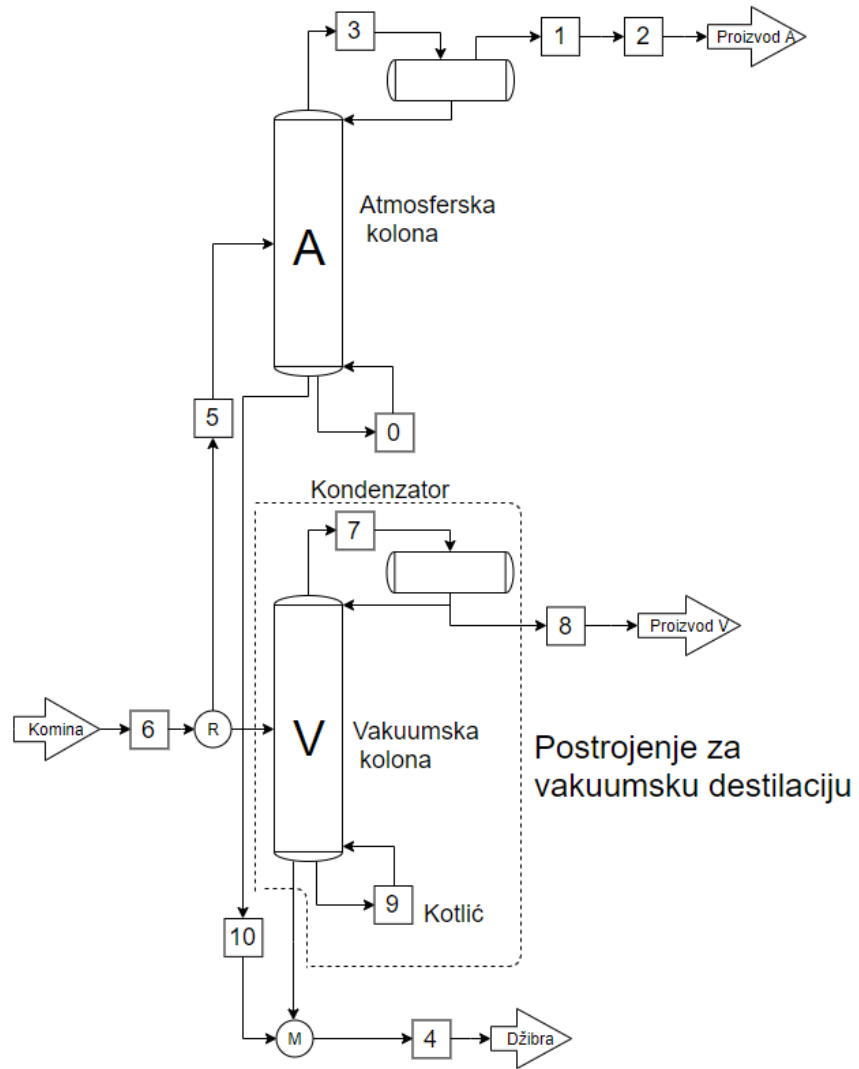 3
1
2
Proizvod A
A
Atmosferska
kolona
5
0
Kondenzator
7
8
Proizvod V
Komina
6
R
V
Vakuumska
kolona
Postrojenje za
vakuumsku destilaciju
9
Kotlić
10
M
4
Džibra